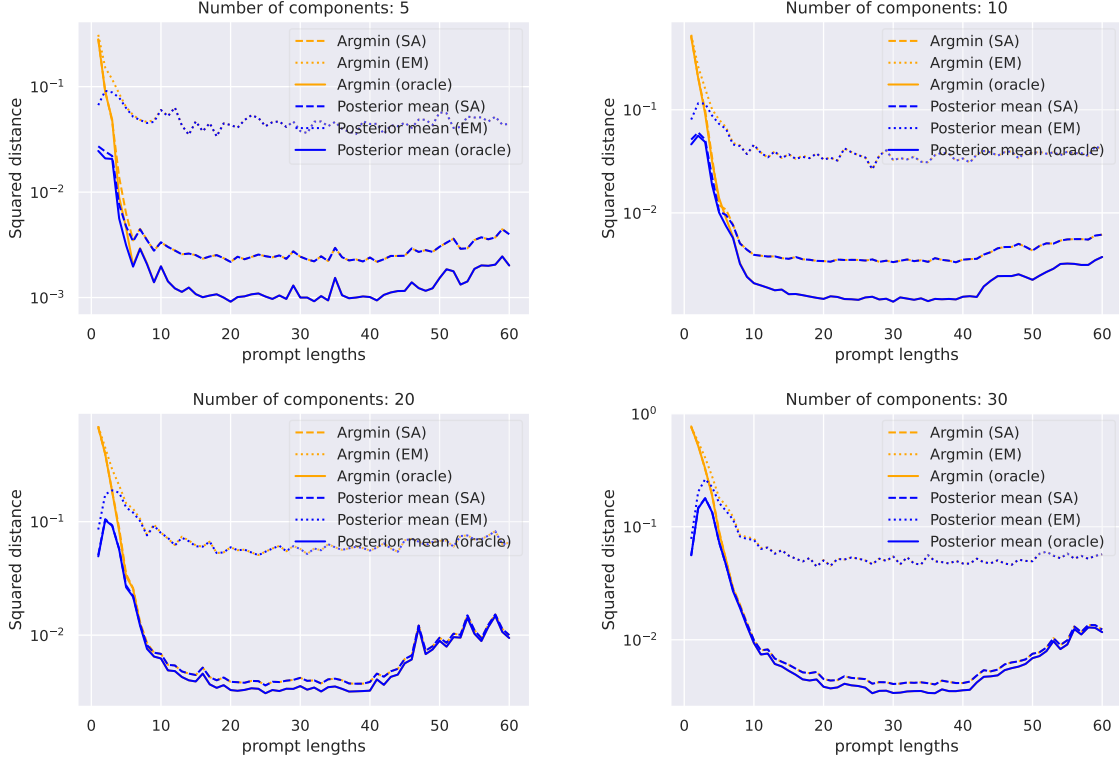 Number of components: 5
Squared distance
10⁻¹
10⁻²
10⁻³
Argmin (SA)
Argmin (EM)
Argmin (oracle)
Posterior mean (SA)
Posterior mean (EM)
Posterior mean (oracle)
0 10 20 30 40 50 60
prompt lengths
Number of components: 10
Squared distance
10⁻¹
10⁻²
Argmin (SA)
Argmin (EM)
Argmin (oracle)
Posterior mean (SA)
Posterior mean (EM)
Posterior mean (oracle)
0 10 20 30 40 50 60
prompt lengths
Number of components: 20
Squared distance
10⁻¹
10⁻²
Argmin (SA)
Argmin (EM)
Argmin (oracle)
Posterior mean (SA)
Posterior mean (EM)
Posterior mean (oracle)
0 10 20 30 40 50 60
prompt lengths
Number of components: 30
Squared distance
10⁰
10⁻¹
10⁻²
Argmin (SA)
Argmin (EM)
Argmin (oracle)
Posterior mean (SA)
Posterior mean (EM)
Posterior mean (oracle)
0 10 20 30 40 50 60
prompt lengths